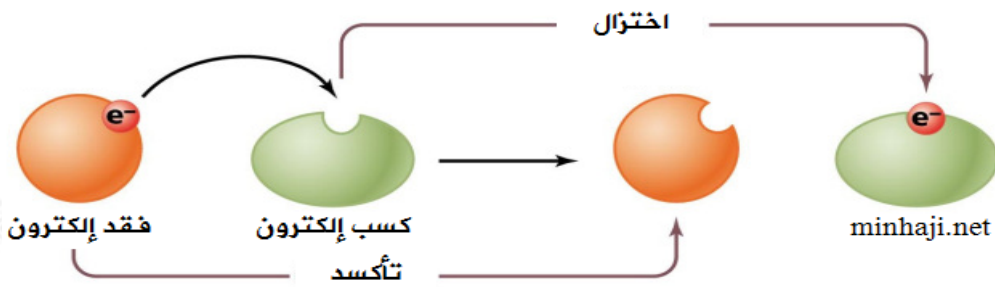 اختزال
e⁻
e⁻
فقد إلكترون
كسب إلكترون
minhaji.net
تأكسد